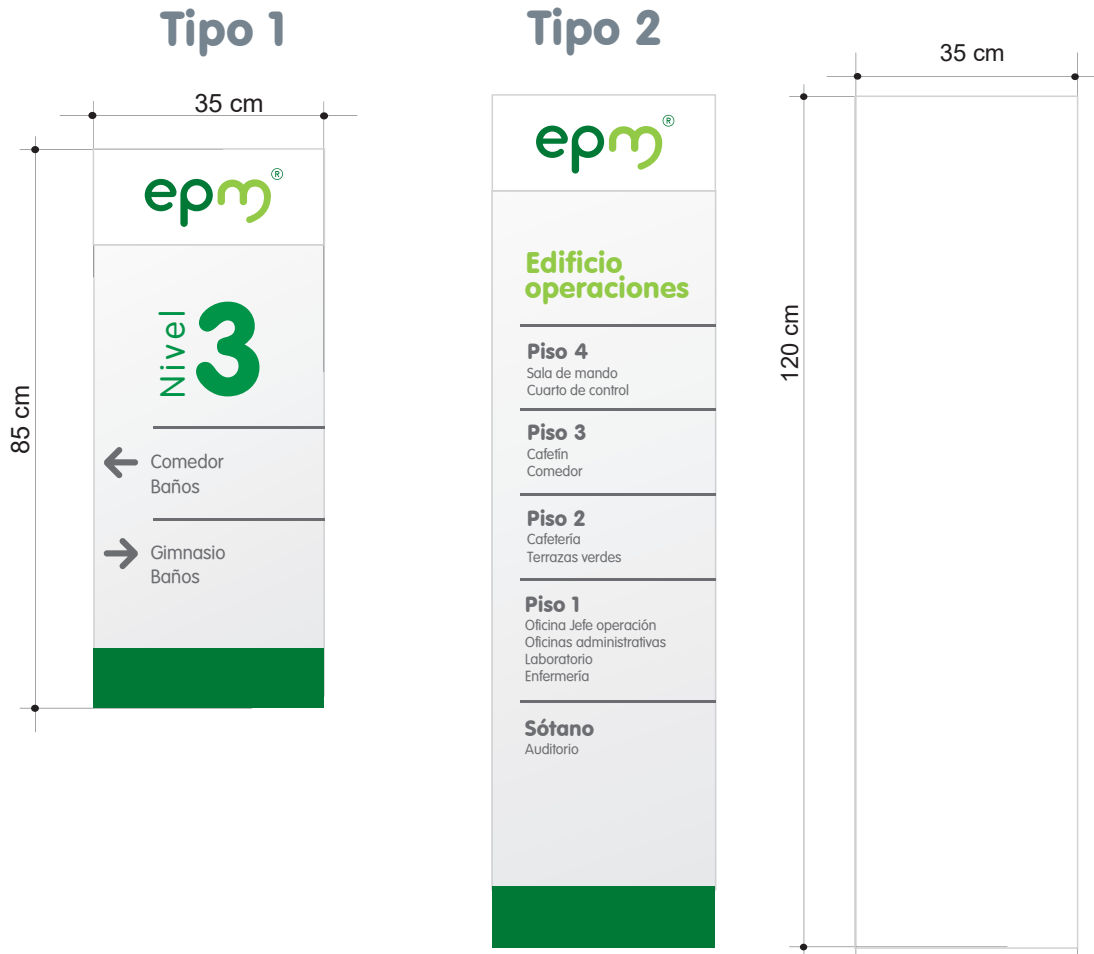 Tipo 1
35 cm
85 cm
epm®
Nivel 3
Comedor
Baños
Gimnasio
Baños
Tipo 2
epm®
Edificio
operaciones
Piso 4
Sala de mando
Cuarto de control
Piso 3
Cafetín
Comedor
Piso 2
Cafetería
Terrazas verdes
Piso 1
Oficina Jefe operación
Oficinas administrativas
Laboratorio
Enfermería
Sótano
Auditorio
35 cm
120 cm